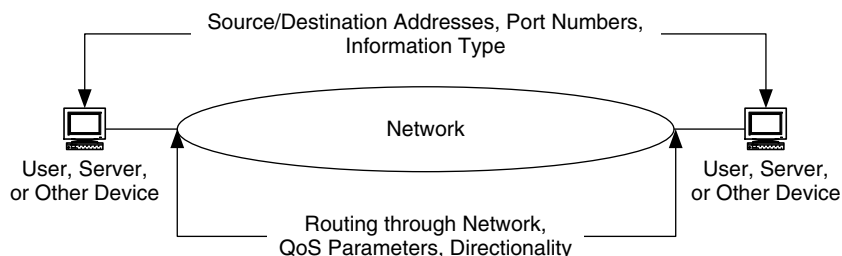 Source/Destination Addresses, Port Numbers,
Information Type
Network
User, Server,
or Other Device
User, Server,
or Other Device
Routing through Network,
QoS Parameters, Directionality